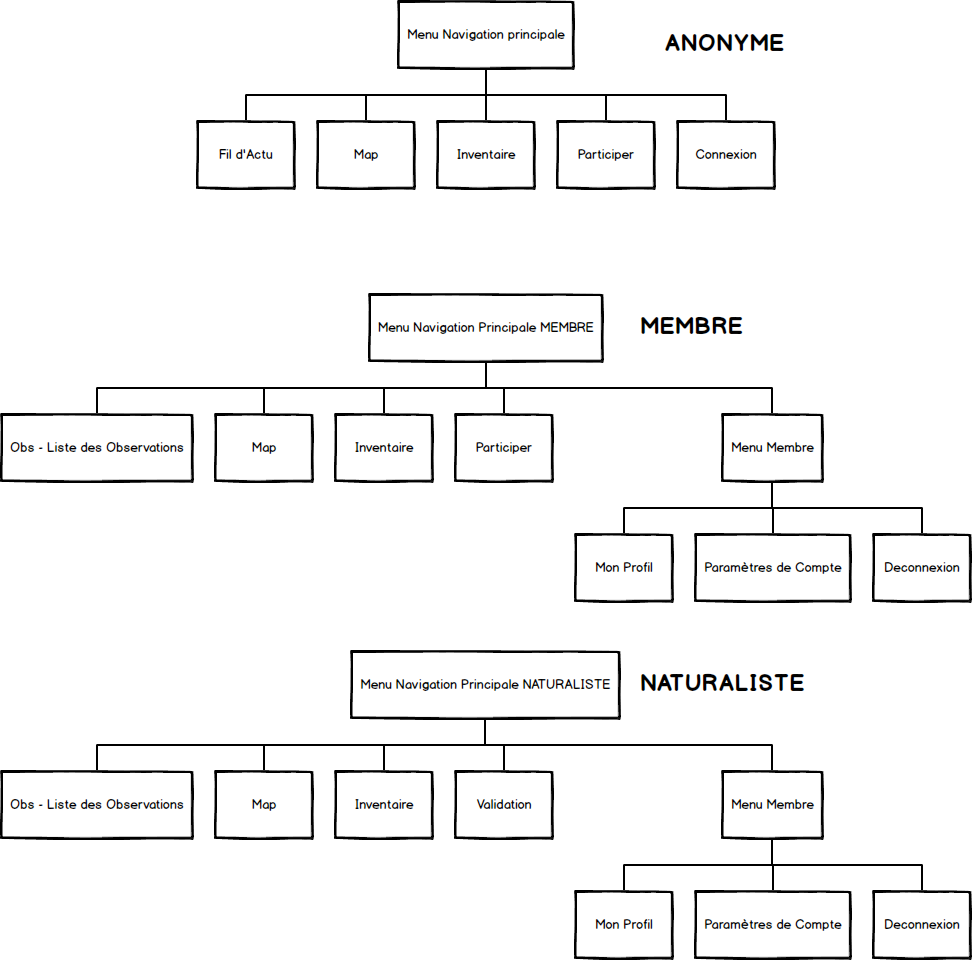 Menu Navigation principale
ANONYME
Fil d'Actu
Map
Inventaire
Participer
Connexion
Menu Navigation Principale MEMBRE
MEMBRE
Obs - Liste des Observations
Map
Inventaire
Participer
Menu Membre
Mon Profil
Paramètres de Compte
Deconnexion
Menu Navigation Principale NATURALISTE
NATURALISTE
Obs - Liste des Observations
Map
Inventaire
Validation
Menu Membre
Mon Profil
Paramètres de Compte
Deconnexion